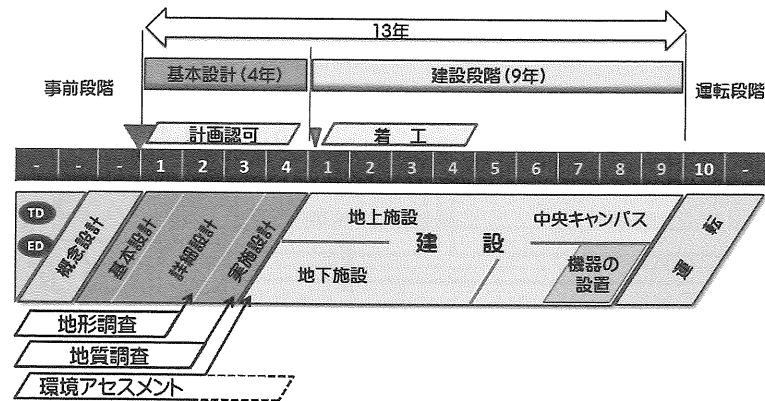 13年
事前段階
基本設計(4年)
建設段階(9年)
運転段階
計画認可
着 工
- - - 1 2 3 4 1 2 3 4 5 6 7 8 9 10 -
TD
ED
概念設計
基本設計
詳細設計
実施設計
地上施設
中央キャンパス
建 設
地下施設
機器の
設置
運 転
地形調査
地質調査
環境アセスメント